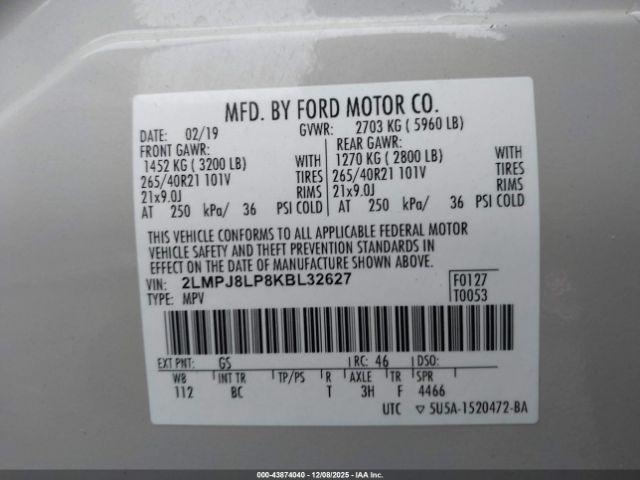 MFD. BY FORD MOTOR CO.
DATE: 02/19 GVWR: 2703 KG ( 5960 LB)
FRONT GAWR: REAR GAWR:
1452 KG ( 3200 LB) WITH 1270 KG ( 2800 LB) WITH
265/40R21 101V TIRES 265/40R21 101V TIRES
21x9.0J RIMS 21x9.0J RIMS
AT 250 kPa/ 36 PSI COLD AT 250 kPa/ 36 PSI COLD
THIS VEHICLE CONFORMS TO ALL APPLICABLE FEDERAL MOTOR
VEHICLE SAFETY AND THEFT PREVENTION STANDARDS IN
EFFECT ON THE DATE OF MANUFACTURE SHOWN ABOVE.
VIN: 2LMPJ8LP8KBL32627 F0127
TYPE: MPV T0053
EXT PNT: GS RC: 46 DSO:
WB INT TR TP/PS R AXLE TR SPR
112 BC T 3H F 4466
UTC ▽ 5U5A-1520472-BA
000-43874040 - 12/08/2025 - IAA Inc.